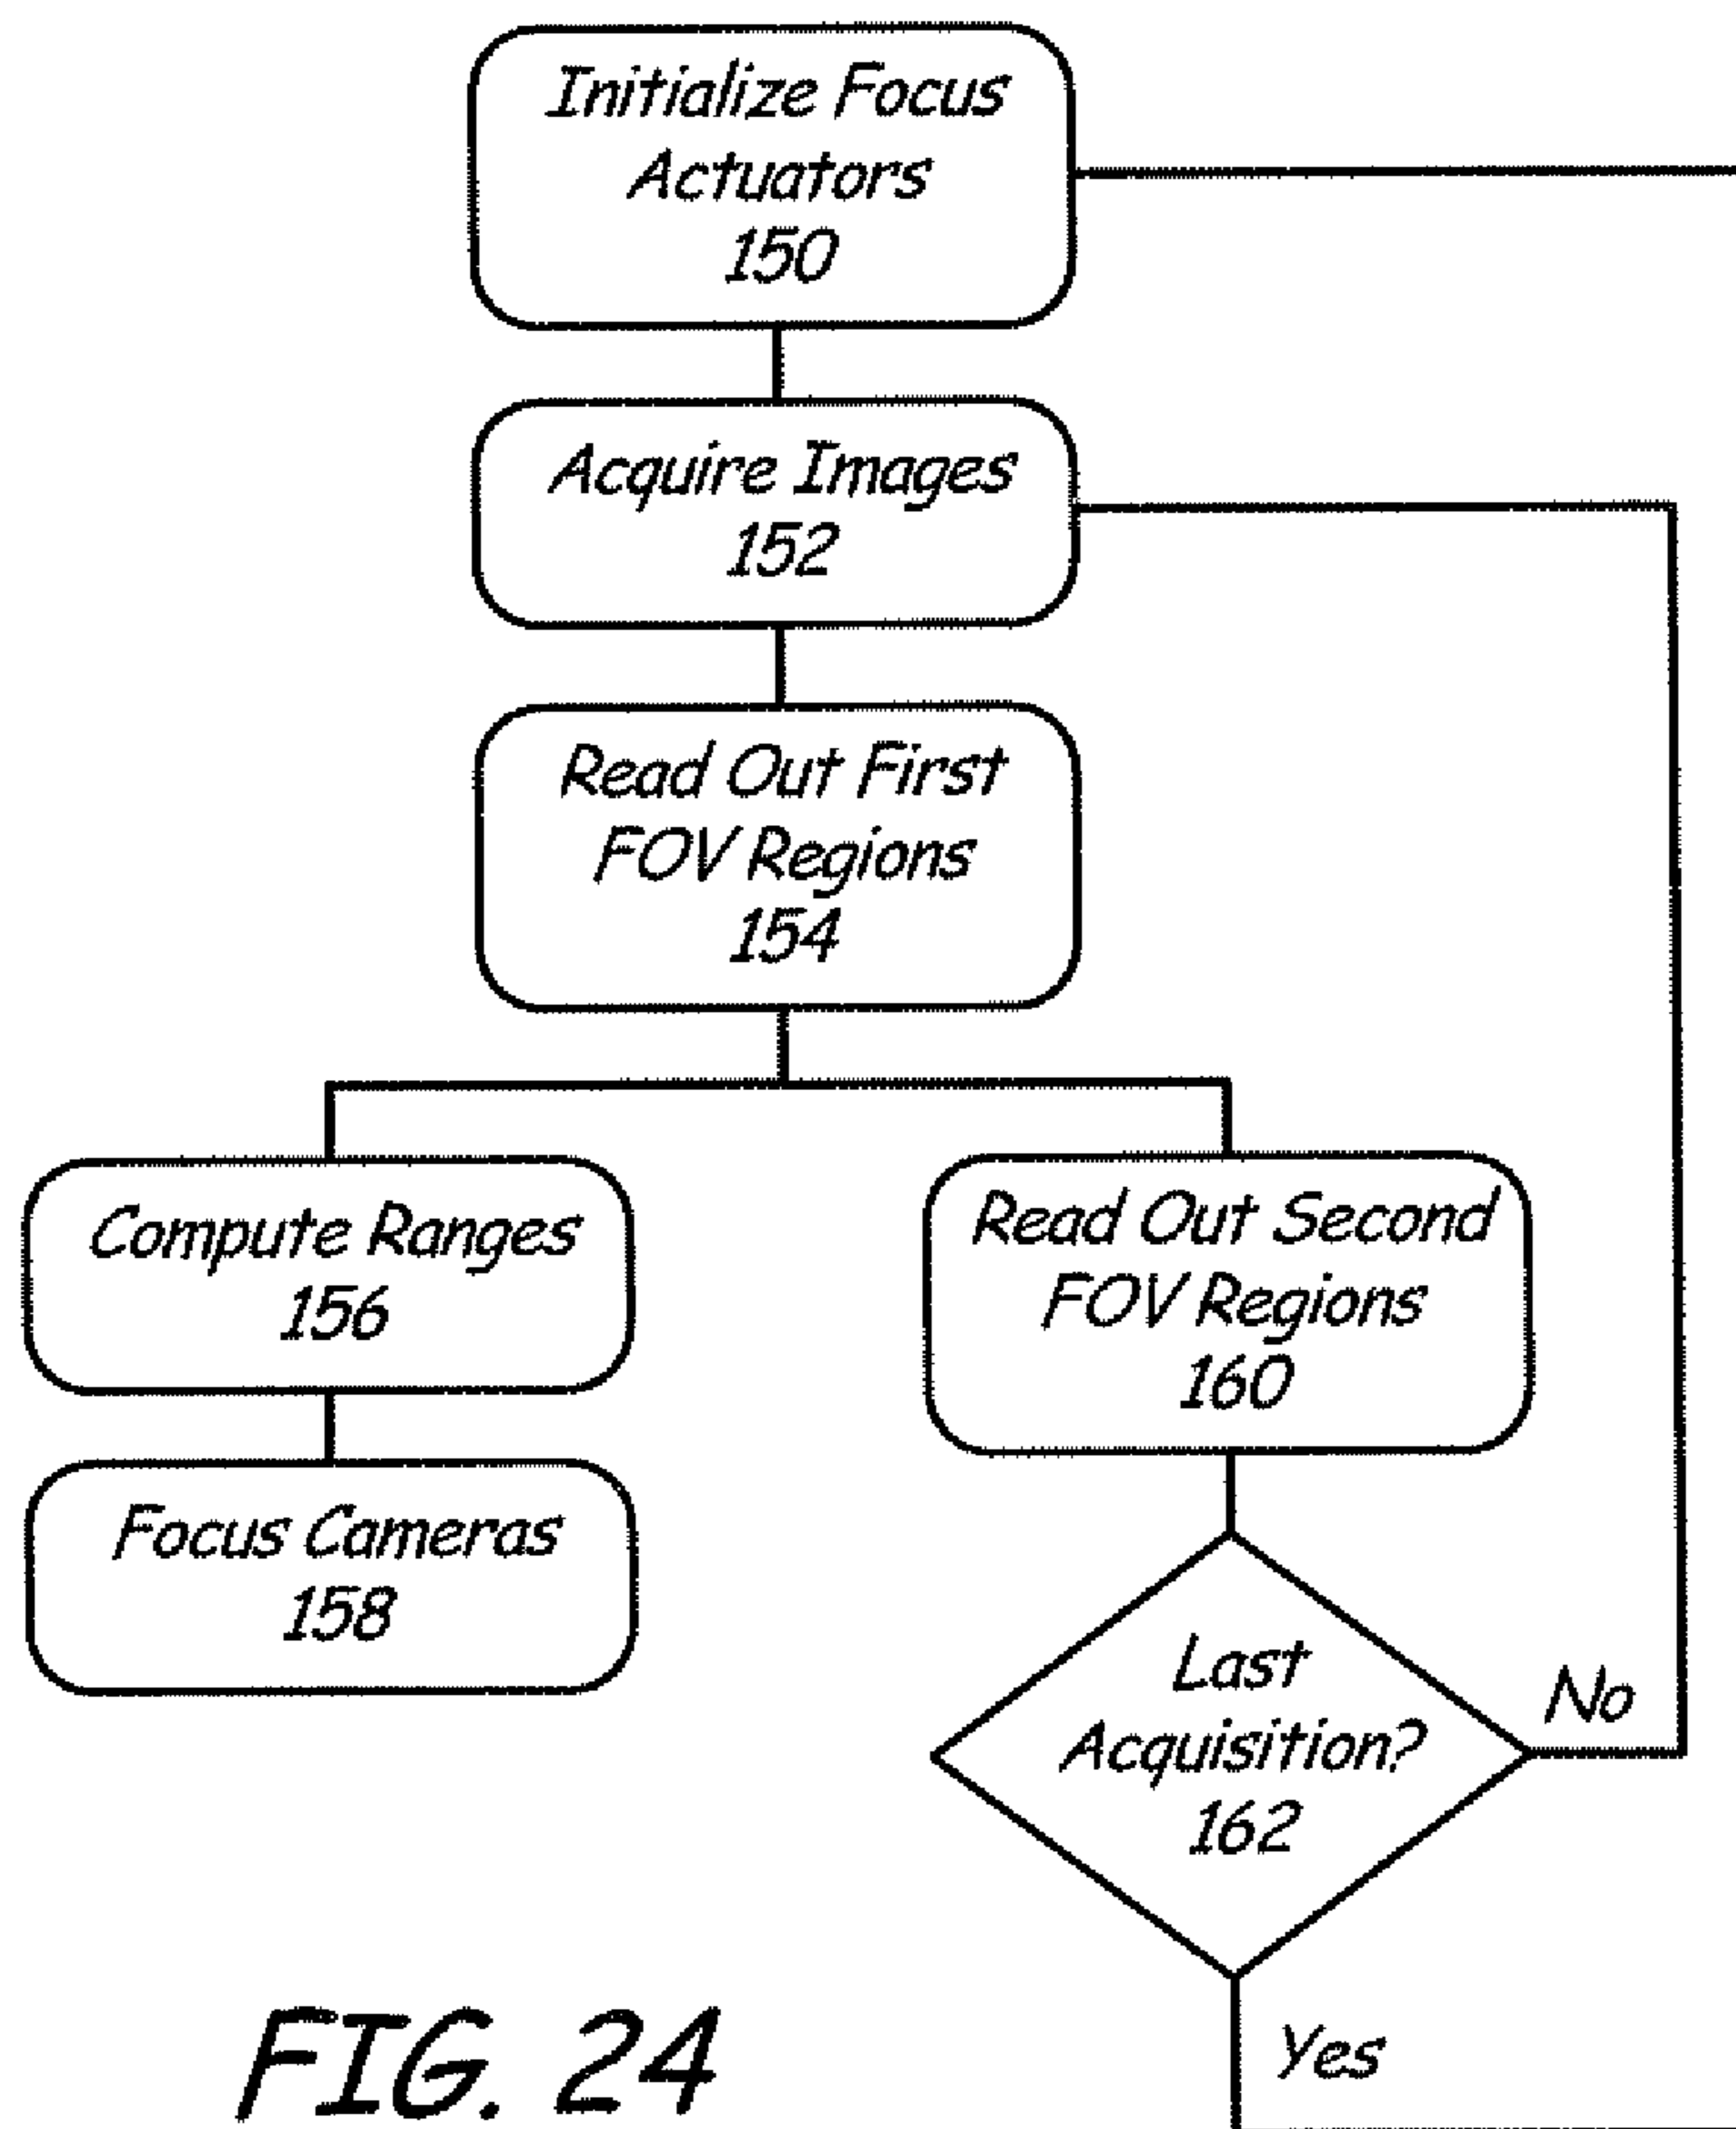 Initialize Focus
Actuators
150
Acquire Images
152
Read Out First
FOV Regions
154
Compute Ranges
156
Focus Cameras
158
Read Out Second
FOV Regions
160
Last
Acquisition?
162
No
Yes
FIG. 24